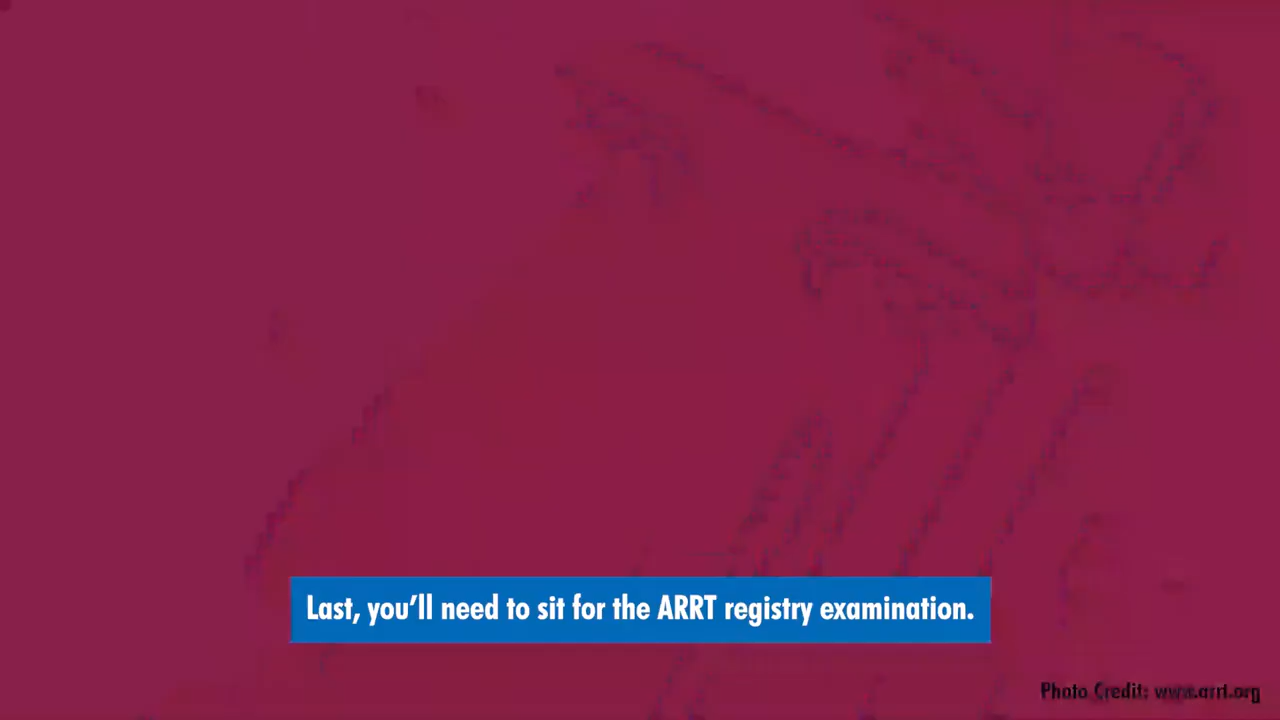 Last, you’ll need to sit for the ARRT registry examination.
Photo Credit: www.arrt.org